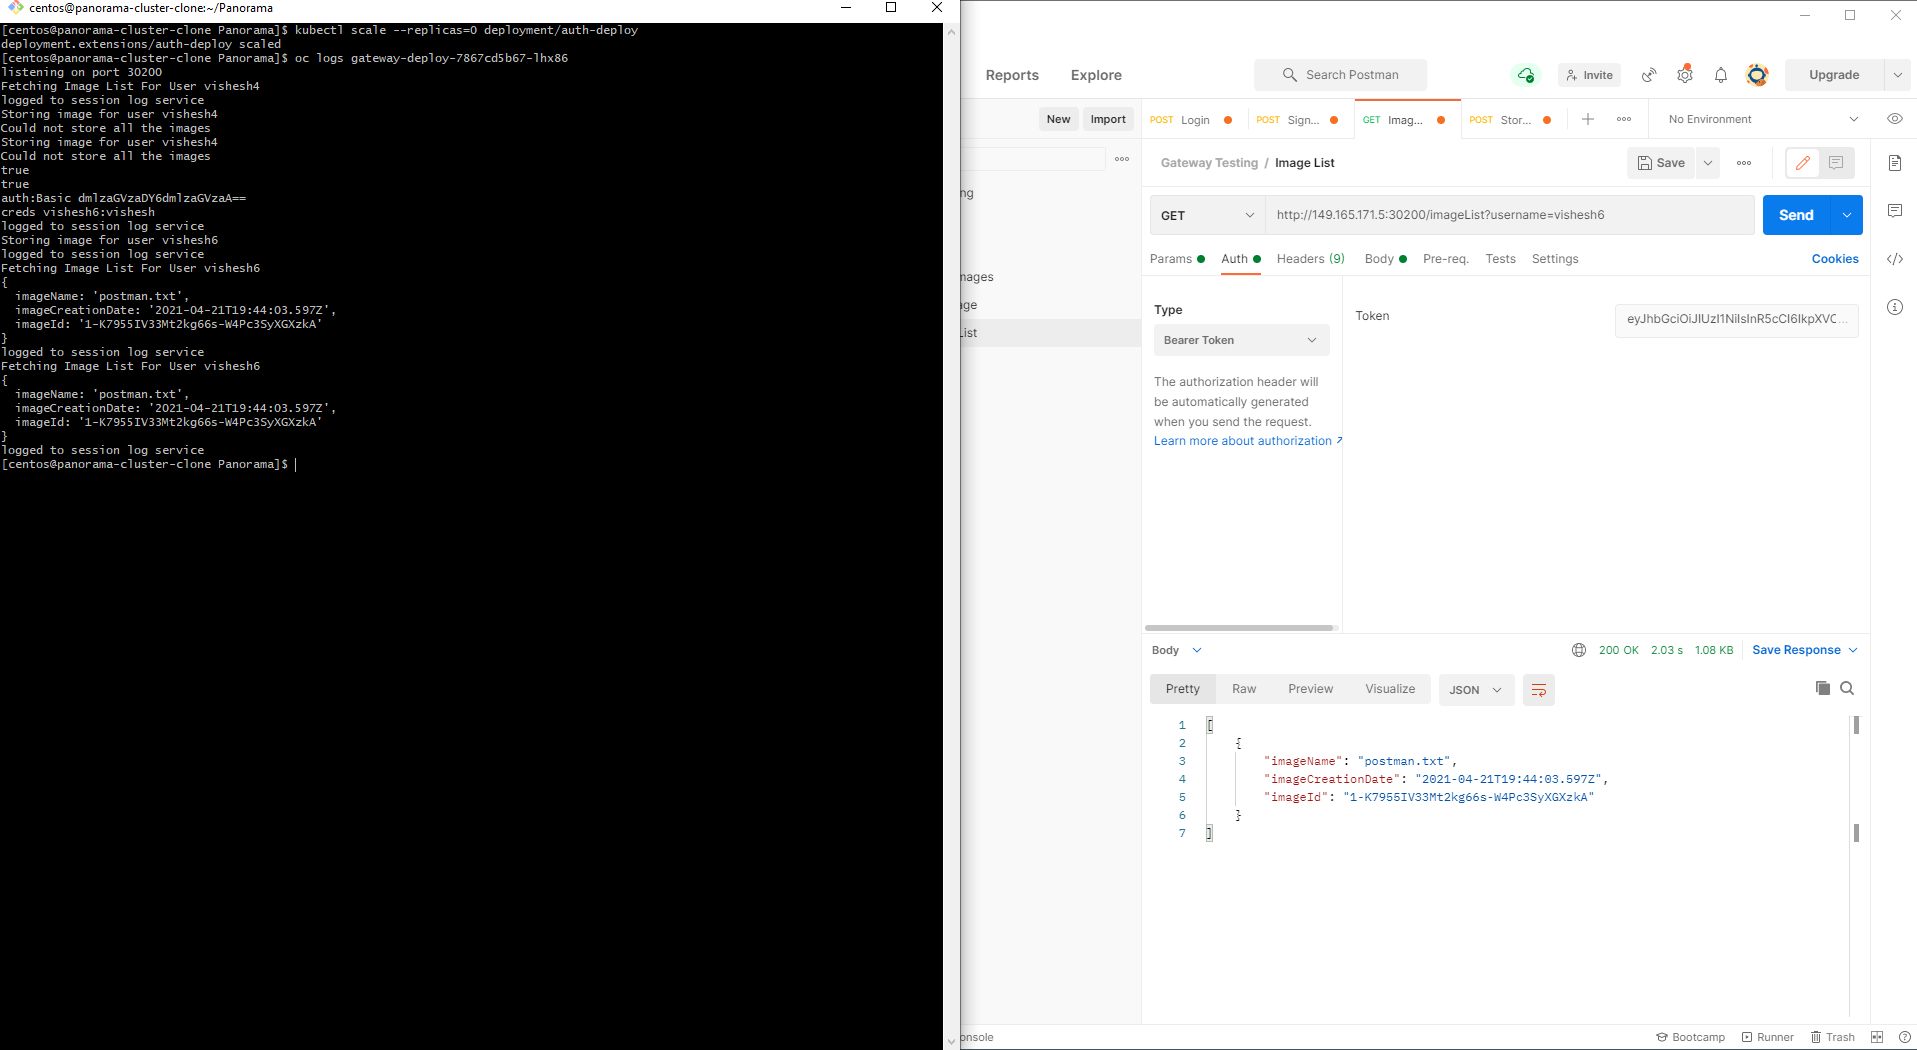 centos@panorama-cluster-clone:~/Panorama
[centos@panorama-cluster-clone Panorama]$ kubectl scale --replicas=0 deployment/auth-deploy
deployment.extensions/auth-deploy scaled
[centos@panorama-cluster-clone Panorama]$ oc logs gateway-deploy-7867cd5b67-lhx86
listening on port 30200
Fetching Image List For User vishesh4
logged to session log service
Storing image for user vishesh4
Could not store all the images
Storing image for user vishesh4
Could not store all the images
true
true
auth:Basic dmlzaGVzaDY6dmlzaGVzaA==
creds vishesh6:vishesh
logged to session log service
Storing image for user vishesh6
logged to session log service
Fetching Image List For User vishesh6
{
  imageName: 'postman.txt',
  imageCreationDate: '2021-04-21T19:44:03.597Z',
  imageId: '1-K7955IV33Mt2kg66s-W4Pc3SyXGXzkA'
}
logged to session log service
Fetching Image List For User vishesh6
{
  imageName: 'postman.txt',
  imageCreationDate: '2021-04-21T19:44:03.597Z',
  imageId: '1-K7955IV33Mt2kg66s-W4Pc3SyXGXzkA'
}
logged to session log service
[centos@panorama-cluster-clone Panorama]$
Reports Explore Search Postman Invite Upgrade
New Import POST Login POST Sign... GET Imag... POST Stor... No Environment
Gateway Testing / Image List Save
ng
GET http://149.165.171.5:30200/imageList?username=vishesh6 Send
Params Auth Headers (9) Body Pre-req. Tests Settings Cookies
mages
age
List
Type
Bearer Token
The authorization header will
be automatically generated
when you send the request.
Learn more about authorization ↗
Token eyJhbGciOiJIUzI1NiIsInR5cCI6IkpXVC...
Body 200 OK 2.03 s 1.08 KB Save Response
Pretty Raw Preview Visualize JSON
1 [
2 {
3 "imageName": "postman.txt",
4 "imageCreationDate": "2021-04-21T19:44:03.597Z",
5 "imageId": "1-K7955IV33Mt2kg66s-W4Pc3SyXGXzkA"
6 }
7 ]
onsole Bootcamp Runner Trash